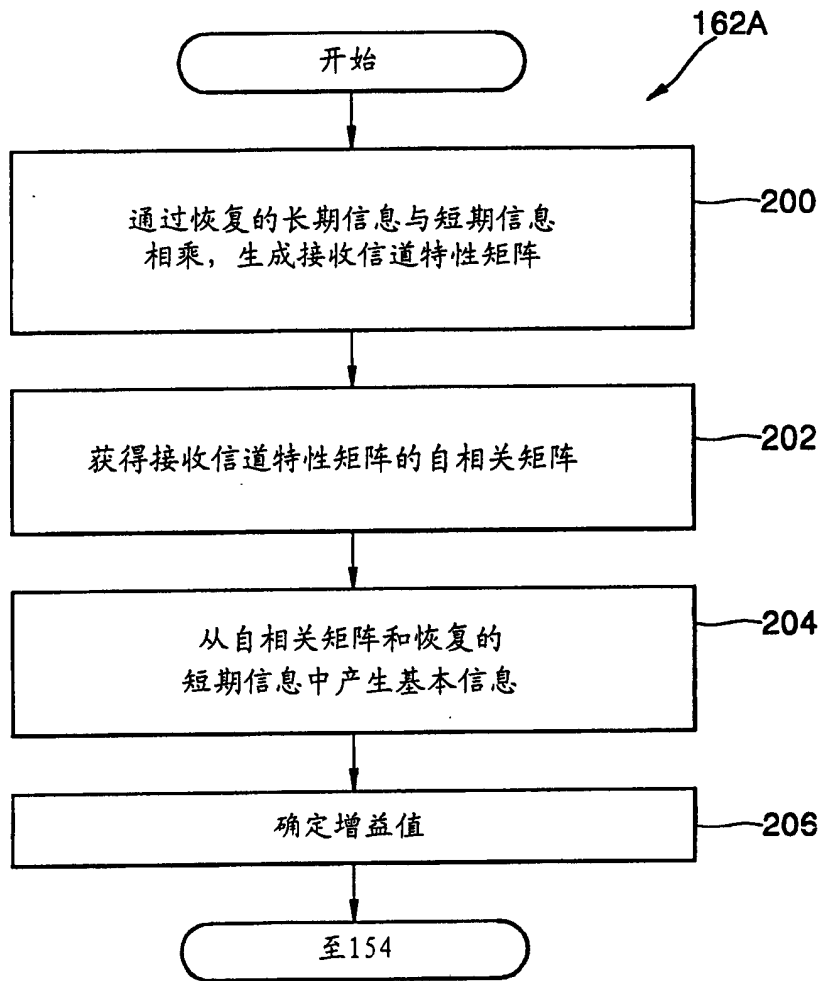 162A
开始
通过恢复的长期信息与短期信息
相乘，生成接收信道特性矩阵
200
获得接收信道特性矩阵的自相关矩阵
202
从自相关矩阵和恢复的
短期信息中产生基本信息
204
确定增益值
206
至154